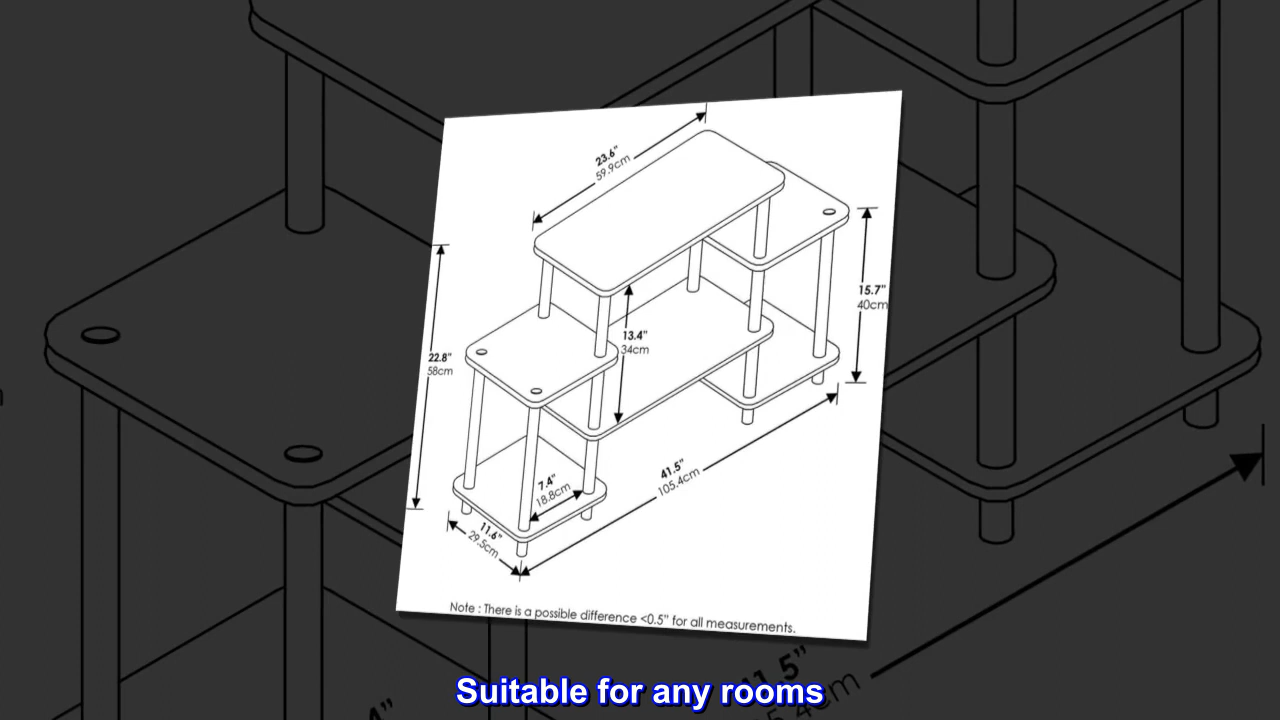 23.6"
59.9cm
15.7"
40cm
13.4"
34cm
22.8"
58cm
41.5"
105.4cm
7.4"
18.8cm
11.6"
29.5cm
Note : There is a possible difference <0.5" for all measurements.
Suitable for any rooms